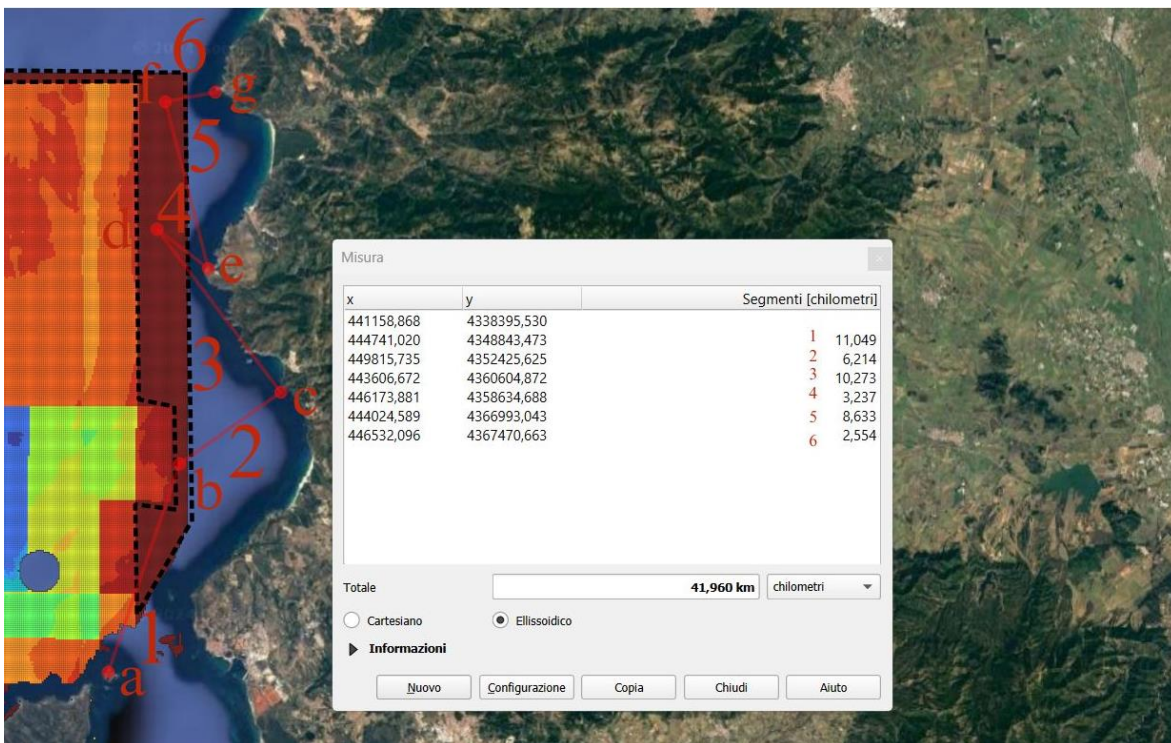 6
f
g
5
4
d
e
3
c
2
b
1
a
Misura
x y Segmenti [chilometri]
441158,868 4338395,530
444741,020 4348843,473 1 11,049
449815,735 4352425,625 2 6,214
443606,672 4360604,872 3 10,273
446173,881 4358634,688 4 3,237
444024,589 4366993,043 5 8,633
446532,096 4367470,663 6 2,554
Totale 41,960 km chilometri
Cartesiano Ellissoidico
Informazioni
Nuovo Configurazione Copia Chiudi Aiuto